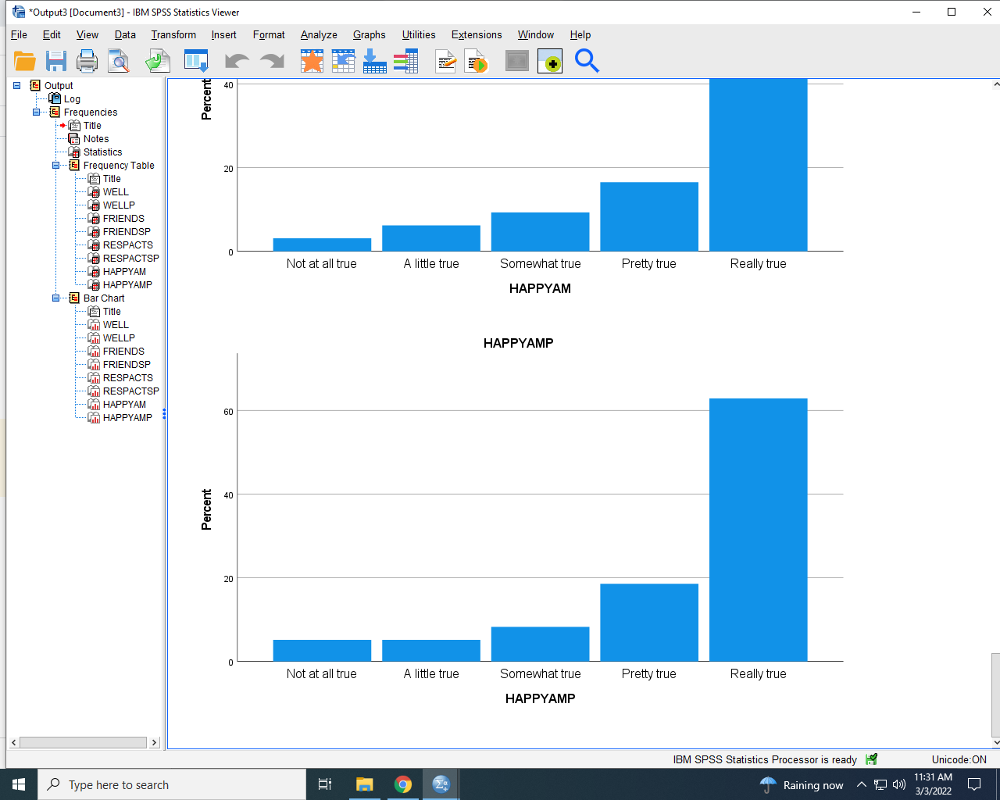 *Output3 [Document3] - IBM SPSS Statistics Viewer
File Edit View Data Transform Insert Format Analyze Graphs Utilities Extensions Window Help
Output
Log
Frequencies
Title
Notes
Statistics
Frequency Table
Title
WELL
WELLP
FRIENDS
FRIENDSP
RESPACTS
RESPACTSP
HAPPYAM
HAPPYAMP
Bar Chart
Title
WELL
WELLP
FRIENDS
FRIENDSP
RESPACTS
RESPACTSP
HAPPYAM
HAPPYAMP
Percent
40
20
0
Not at all true A little true Somewhat true Pretty true Really true
HAPPYAM
HAPPYAMP
Percent
60
40
20
0
Not at all true A little true Somewhat true Pretty true Really true
HAPPYAMP
IBM SPSS Statistics Processor is ready Unicode:ON
Type here to search
Raining now
11:31 AM
3/3/2022